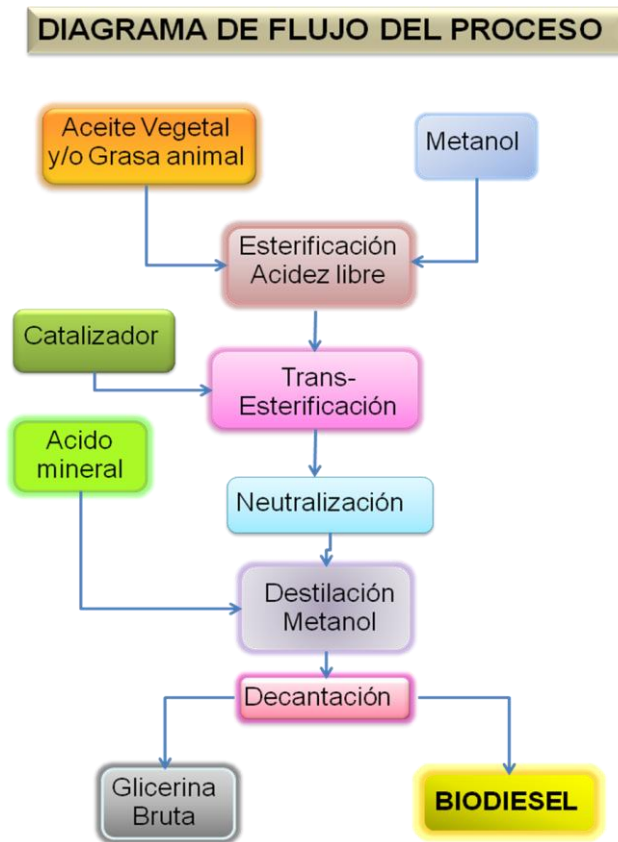 DIAGRAMA DE FLUJO DEL PROCESO
Aceite Vegetal
y/o Grasa animal
Metanol
Esterificación
Acidez libre
Catalizador
Trans-
Esterificación
Acido
mineral
Neutralización
Destilación
Metanol
Decantación
Glicerina
Bruta
BIODIESEL